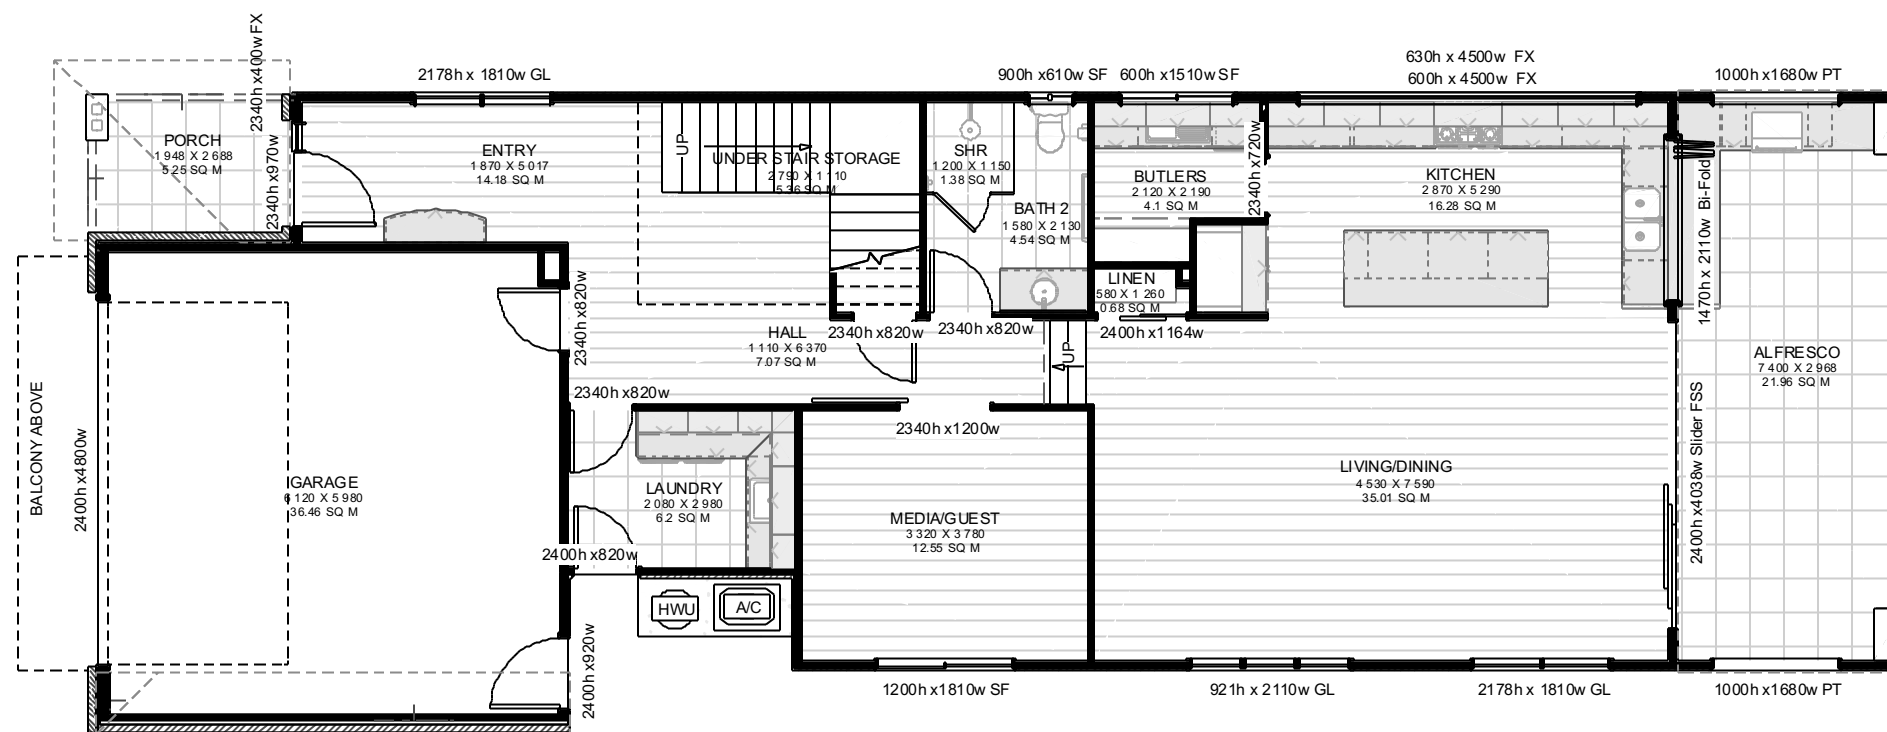 2340h x400w FX
2178h x 1810w GL
900h x610w SF
600h x1510w SF
630h x 4500w FX
600h x 4500w FX
1000h x1680w PT
PORCH
1 948 X 2 688
5.25 SQ M
2340h x970w
ENTRY
1 870 X 5 017
14.18 SQ M
UP
UNDER STAIR STORAGE
2 790 X 1 110
5.36 SQ M
SHR
1 200 X 1 150
1.38 SQ M
BATH 2
1 580 X 2 130
4.54 SQ M
BUTLERS
2 120 X 2 190
4.1 SQ M
2340h x720w
KITCHEN
2 870 X 5 290
16.28 SQ M
1470h x 2110w Bi-Fold
LINEN
580 X 1 260
0.68 SQ M
2400h x1164w
2340h x820w
HALL
1 110 X 6 370
7.07 SQ M
2340h x820w
2340h x820w
UP
ALFRESCO
7 400 X 2 968
21.96 SQ M
2340h x820w
2340h x1200w
BALCONY ABOVE
2400h x4800w
GARAGE
6 120 X 5 980
36.46 SQ M
LAUNDRY
2 080 X 2 980
6.2 SQ M
MEDIA/GUEST
3 320 X 3 780
12.55 SQ M
LIVING/DINING
4 530 X 7 590
35.01 SQ M
2400h x4038w Slider FSS
2400h x820w
HWU
A/C
2400h x920w
1200h x1810w SF
921h x 2110w GL
2178h x 1810w GL
1000h x1680w PT